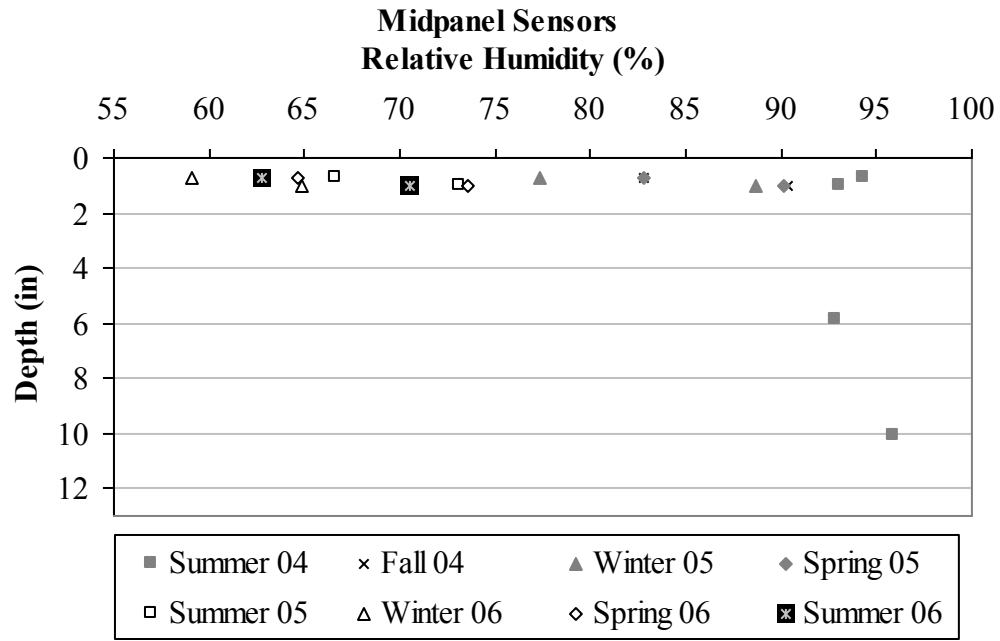 Midpanel Sensors
Relative Humidity (%)
55 60 65 70 75 80 85 90 95 100
0
2
4
6
8
10
12
Depth (in)
Summer 04 Fall 04 Winter 05 Spring 05
Summer 05 Winter 06 Spring 06 Summer 06